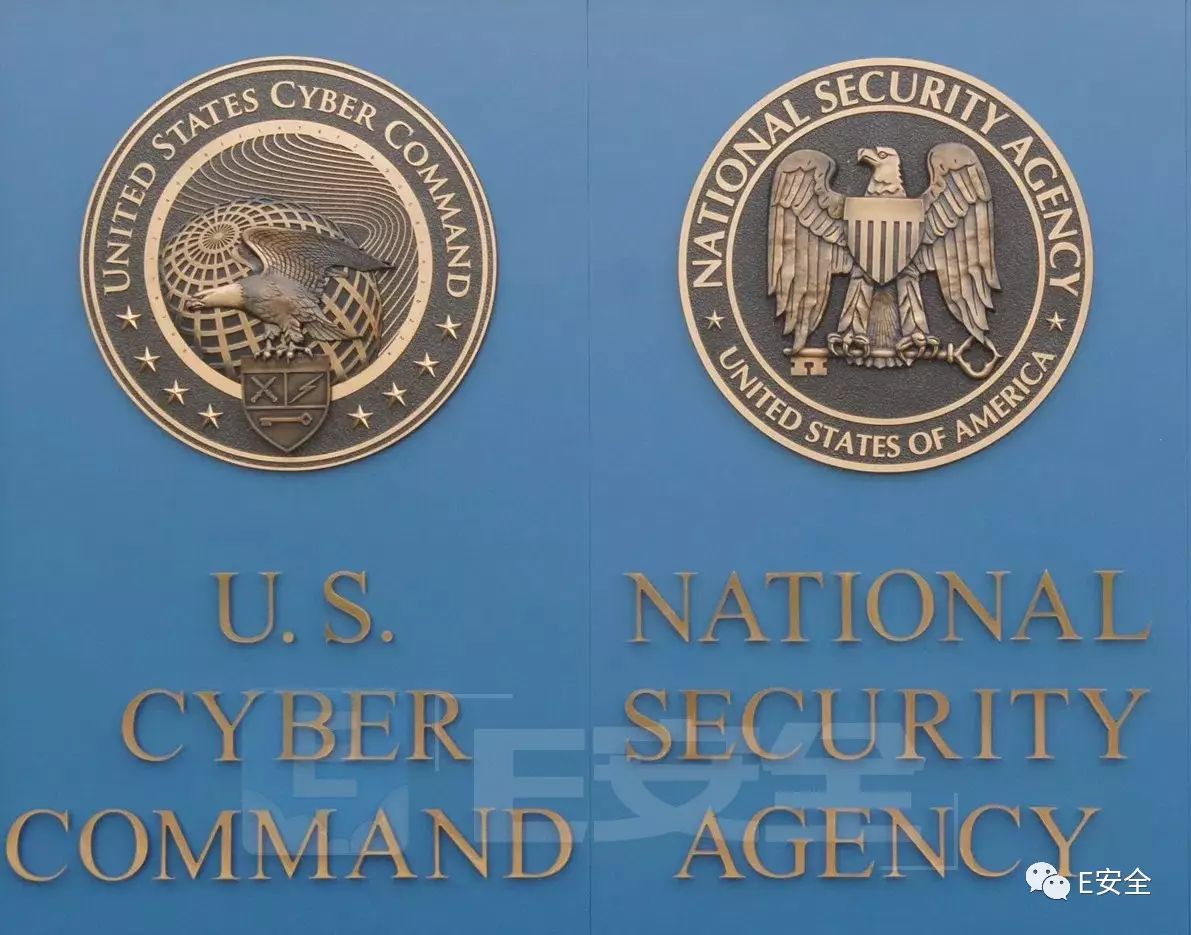 UNITED STATES CYBER COMMAND
NATIONAL SECURITY AGENCY
UNITED STATES OF AMERICA
U.S.
CYBER
COMMAND
NATIONAL
SECURITY
AGENCY
E安全
E安全